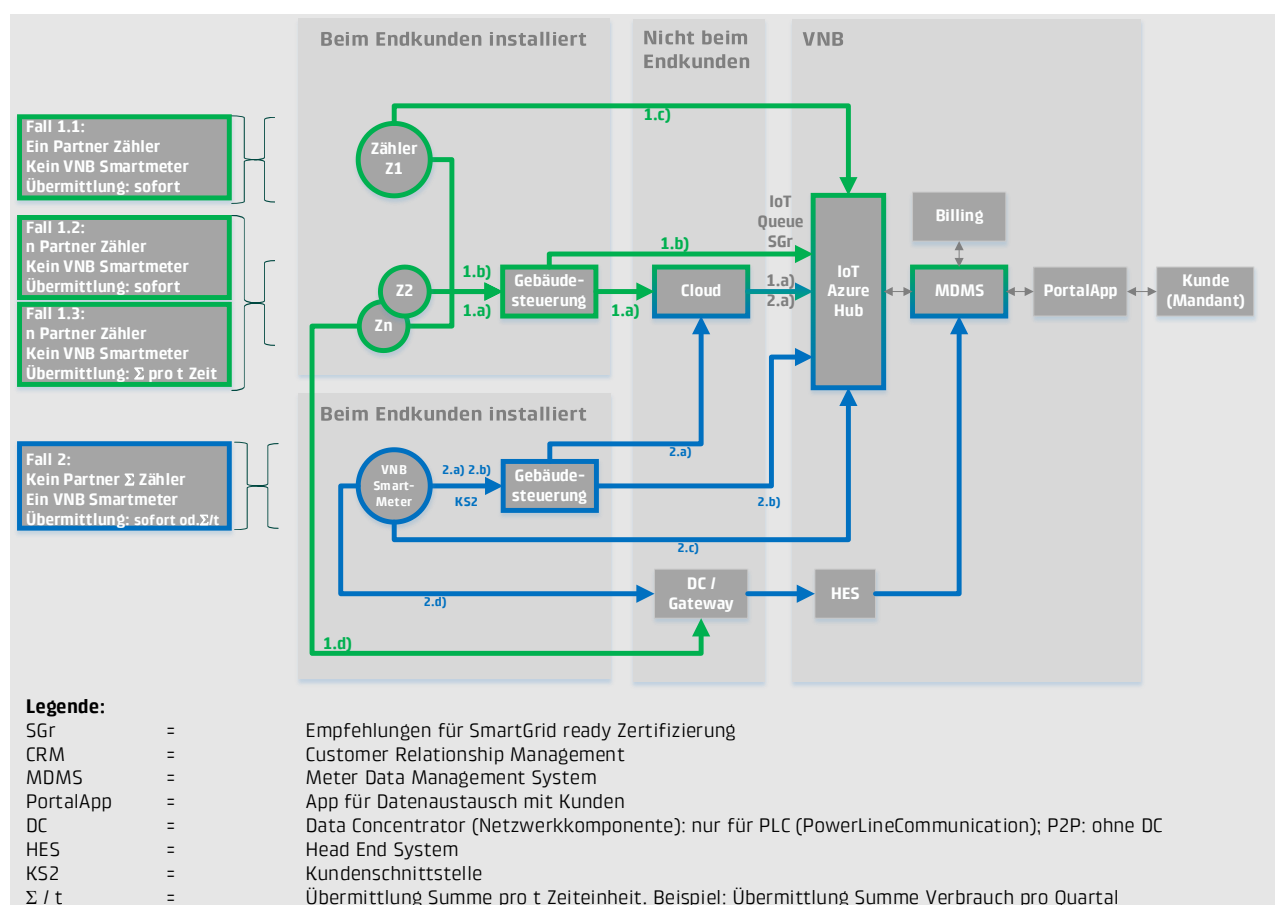 Beim Endkunden installiert
Nicht beim
Endkunden
VNB
Fall 1.1:
Ein Partner Zähler
Kein VNB Smartmeter
Übermittlung: sofort
Fall 1.2:
n Partner Zähler
Kein VNB Smartmeter
Übermittlung: sofort
Fall 1.3:
n Partner Zähler
Kein VNB Smartmeter
Übermittlung: Σ pro t Zeit
Fall 2:
Kein Partner Σ Zähler
Ein VNB Smartmeter
Übermittlung: sofort od.Σ/t
Zähler
Z1
1.c)
Z2
Zn
1.b)
1.a)
Gebäude-
steuerung
1.b)
1.a)
Cloud
IoT
Queue
SGr
1.a)
2.a)
IoT
Azure
Hub
Billing
MDMS
PortalApp
Kunde
(Mandant)
Beim Endkunden installiert
VNB
Smart-
Meter
2.a) 2.b)
KS2
Gebäude-
steuerung
2.a)
2.b)
2.c)
2.d)
DC /
Gateway
HES
1.d)
Legende:
SGr = Empfehlungen für SmartGrid ready Zertifizierung
CRM = Customer Relationship Management
MDMS = Meter Data Management System
PortalApp = App für Datenaustausch mit Kunden
DC = Data Concentrator (Netzwerkkomponente): nur für PLC (PowerLineCommunication); P2P: ohne DC
HES = Head End System
KS2 = Kundenschnittstelle
Σ / t = Übermittlung Summe pro t Zeiteinheit. Beispiel: Übermittlung Summe Verbrauch pro Quartal